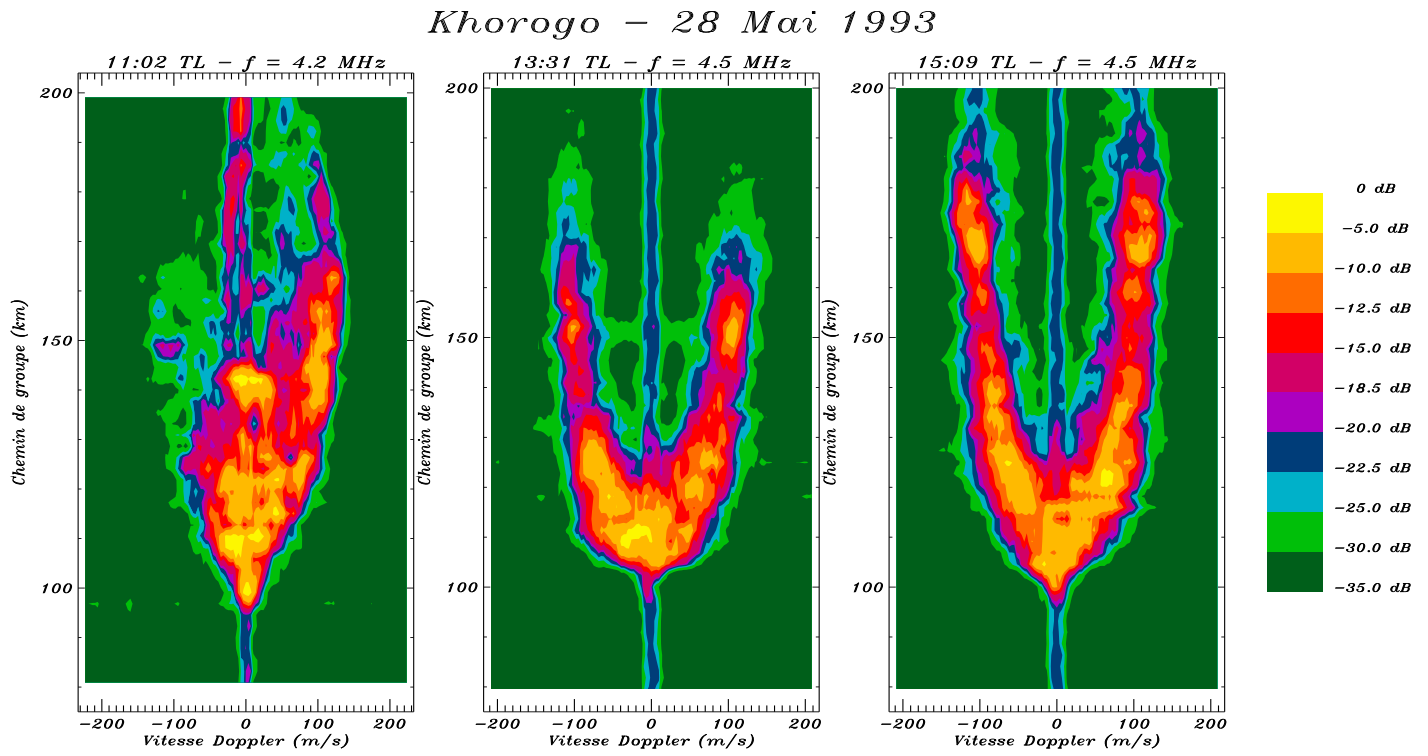 Khorogo – 28 Mai 1993
11:02 TL – f = 4.2 MHz
13:31 TL – f = 4.5 MHz
15:09 TL – f = 4.5 MHz
Chemin de groupe (km)
200
150
100
−200 −100 0 100 200
Vitesse Doppler (m/s)
Chemin de groupe (km)
200
150
100
−200 −100 0 100 200
Vitesse Doppler (m/s)
Chemin de groupe (km)
200
150
100
−200 −100 0 100 200
Vitesse Doppler (m/s)
0 dB
−5.0 dB
−10.0 dB
−12.5 dB
−15.0 dB
−18.5 dB
−20.0 dB
−22.5 dB
−25.0 dB
−30.0 dB
−35.0 dB